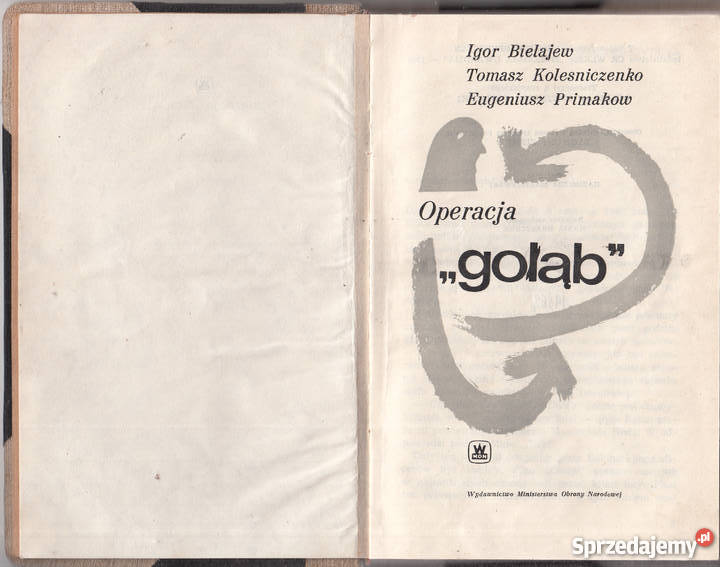 Igor Bielajew
Tomasz Kolesniczenko
Eugeniusz Primakow
Operacja
„gołąb”
W
MON
Wydawnictwo Ministerstwa Obrony Narodowej
Sprzedajemy.pl